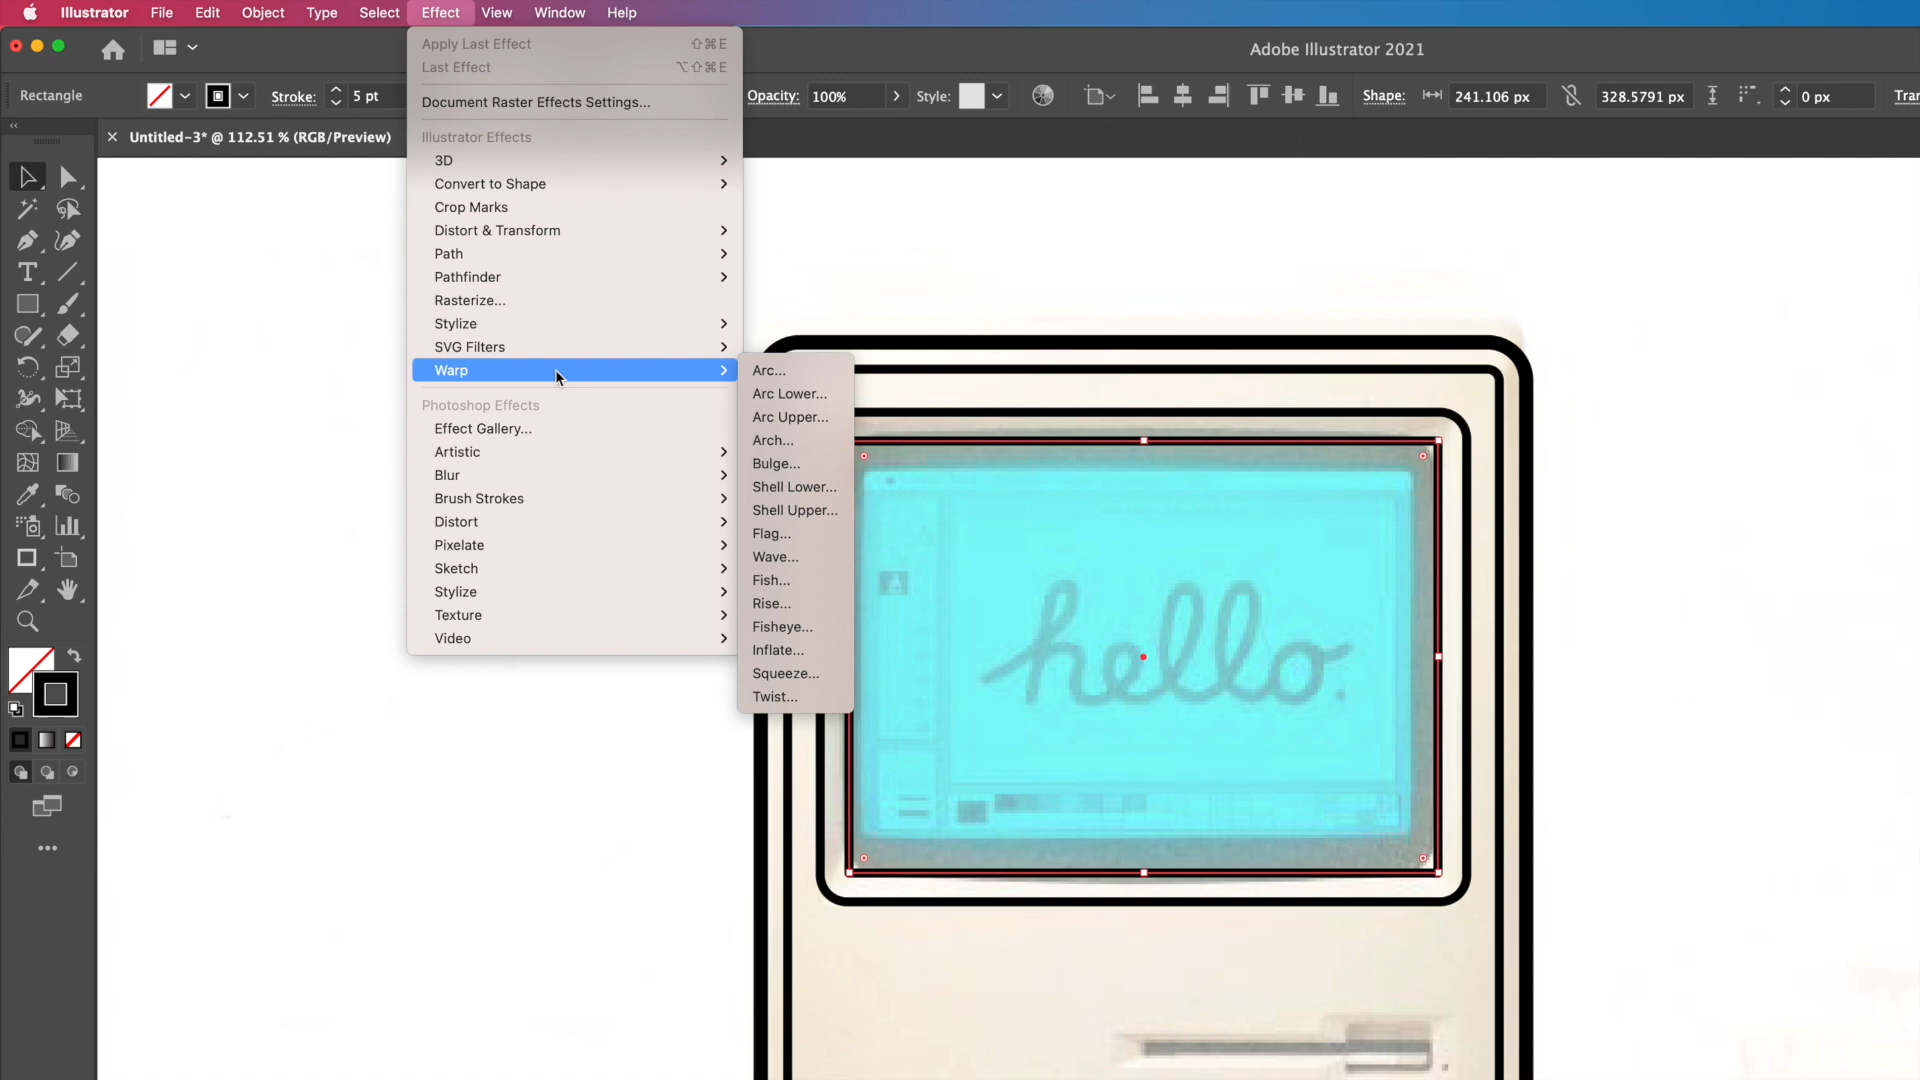 Illustrator File Edit Object Type Select Effect View Window Help
Adobe Illustrator 2021
Rectangle Stroke: 5 pt Opacity: 100% Style: Shape: 241.106 px 328.5791 px 0 px Tran
Untitled-3* @ 112.51 % (RGB/Preview)
Apply Last Effect ⇧⌘E
Last Effect ⌥⇧⌘E
Document Raster Effects Settings...
Illustrator Effects
3D
Convert to Shape
Crop Marks
Distort & Transform
Path
Pathfinder
Rasterize...
Stylize
SVG Filters
Warp
Photoshop Effects
Effect Gallery...
Artistic
Blur
Brush Strokes
Distort
Pixelate
Sketch
Stylize
Texture
Video
Arc...
Arc Lower...
Arc Upper...
Arch...
Bulge...
Shell Lower...
Shell Upper...
Flag...
Wave...
Fish...
Rise...
Fisheye...
Inflate...
Squeeze...
Twist...
hello.